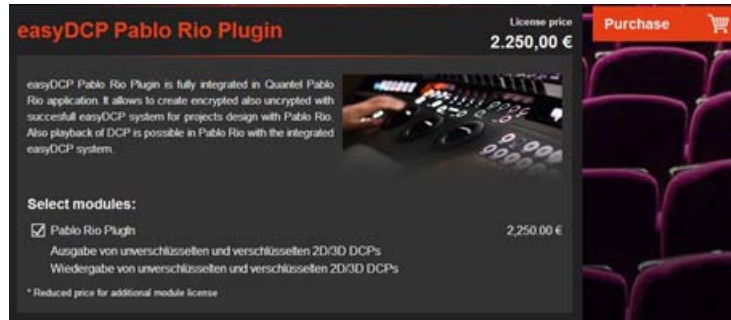 easyDCP Pablo Rio Plugin
License price
2.250,00 €
Purchase
easyDCP Pablo Rio Plugin is fully integrated in Quantel Pablo
Rio application. It allows to create encrypted also uncrypted with
succesfull easyDCP system for projects design with Pablo Rio.
Also playback of DCP is possible in Pablo Rio with the integrated
easyDCP system.
Select modules:
Pablo Rio PlugIn
2,250.00 €
Ausgabe von unverschlüsselten und verschlüsselten 2D/3D DCPs
Wiedergabe von unverschlüsselten und verschlüsselten 2D/3D DCPs
* Reduced price for additional module license